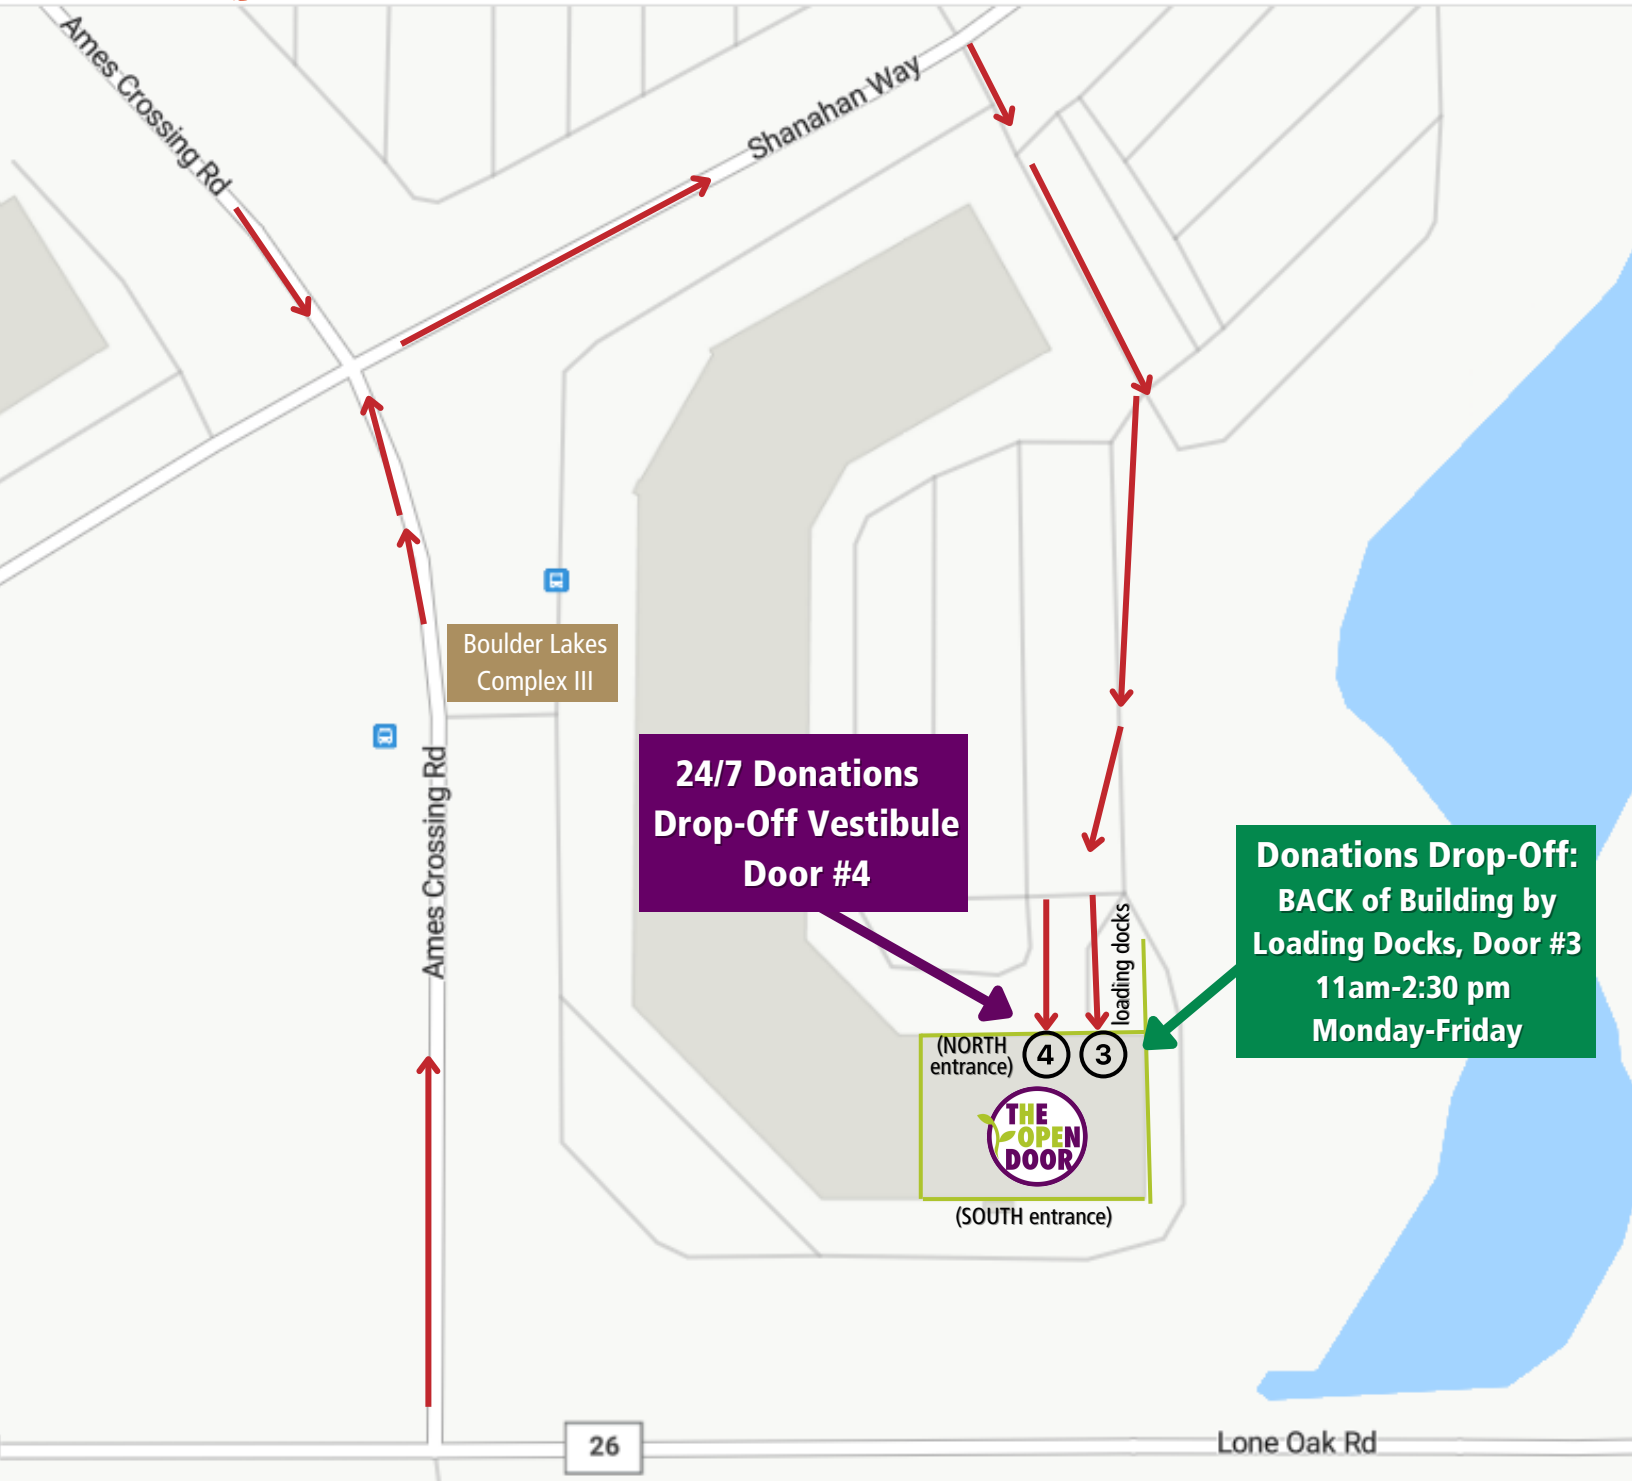 Ames Crossing Rd
Shanahan Way
Boulder Lakes
Complex III
24/7 Donations
Drop-Off Vestibule
Door #4
Ames Crossing Rd
Donations Drop-Off:
BACK of Building by
Loading Docks, Door #3
11am-2:30 pm
Monday-Friday
loading docks
(NORTH
entrance)
4
3
THE
OPEN
DOOR
(SOUTH entrance)
26
Lone Oak Rd